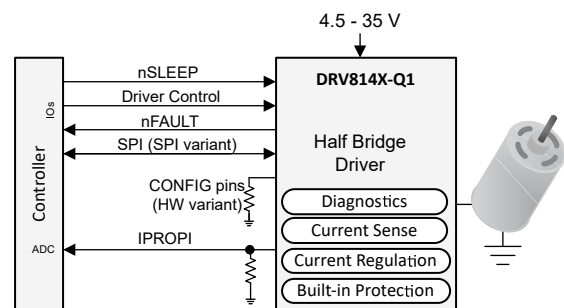 4.5 - 35 V
nSLEEP
Driver Control
nFAULT
SPI (SPI variant)
CONFIG pins
(HW variant)
IPROPI
IOs
Controller
ADC
DRV814X-Q1
Half Bridge
Driver
Diagnostics
Current Sense
Current Regulation
Built-in Protection